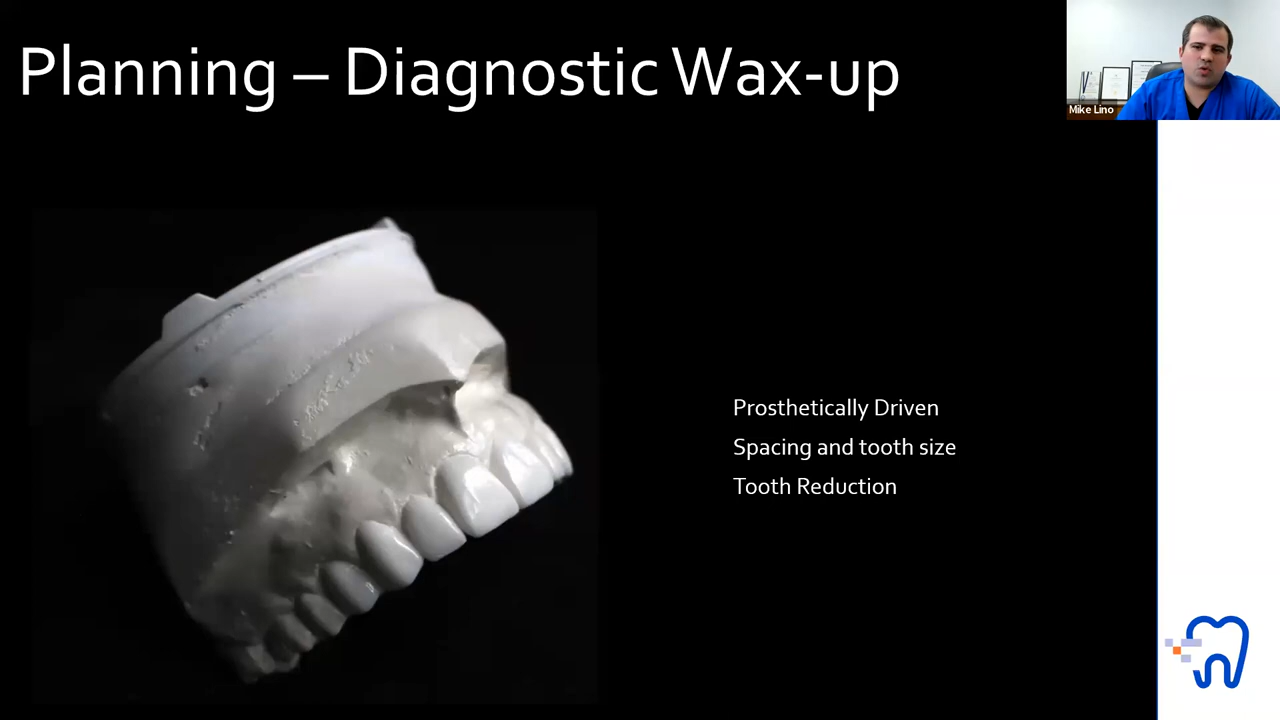 Planning – Diagnostic Wax-up
Mike Lino
Prosthetically Driven
Spacing and tooth size
Tooth Reduction